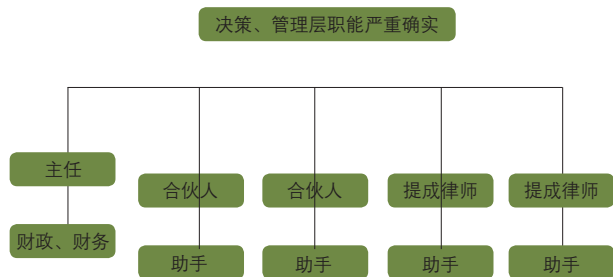 决策、管理层职能严重确实
主任
合伙人
合伙人
提成律师
提成律师
财政、财务
助手
助手
助手
助手